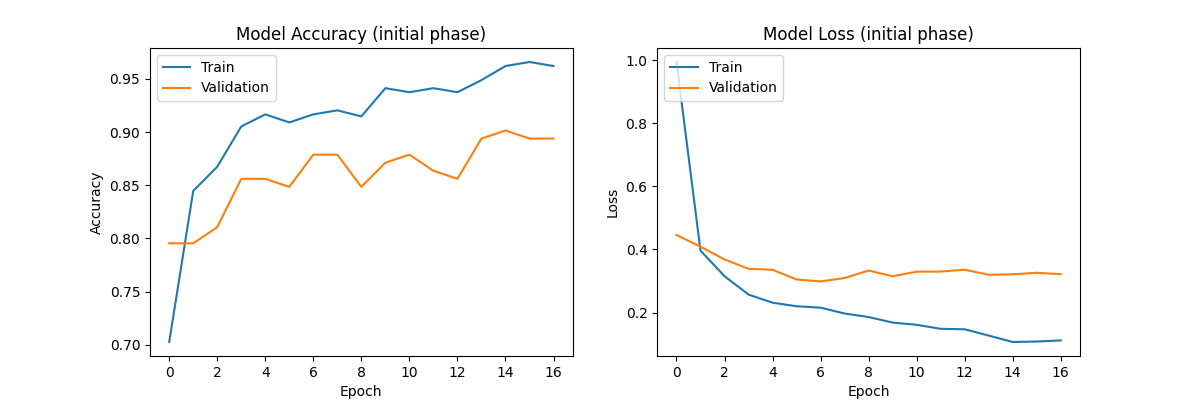 Model Accuracy (initial phase)
Train
Validation
0.95
0.90
0.85
0.80
0.75
0.70
Accuracy
0 2 4 6 8 10 12 14 16
Epoch
Model Loss (initial phase)
Train
Validation
1.0
0.8
0.6
0.4
0.2
Loss
0 2 4 6 8 10 12 14 16
Epoch